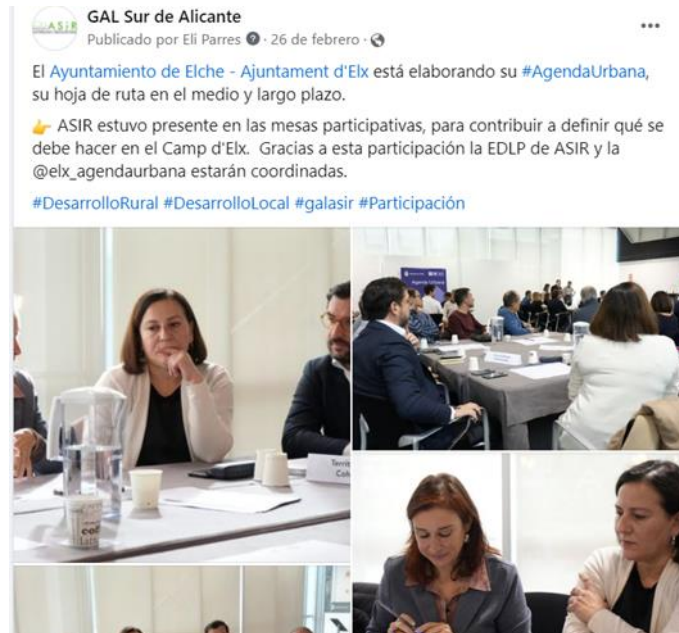 GAL Sur de Alicante
Publicado por Eli Parres · 26 de febrero ·
El Ayuntamiento de Elche - Ajuntament d'Elx está elaborando su #AgendaUrbana,
su hoja de ruta en el medio y largo plazo.
👉 ASIR estuvo presente en las mesas participativas, para contribuir a definir qué se
debe hacer en el Camp d'Elx. Gracias a esta participación la EDLP de ASIR y la
@elx_agendaurbana estarán coordinadas.
#DesarrolloRural #DesarrolloLocal #galasir #Participación
Agenda Urbana